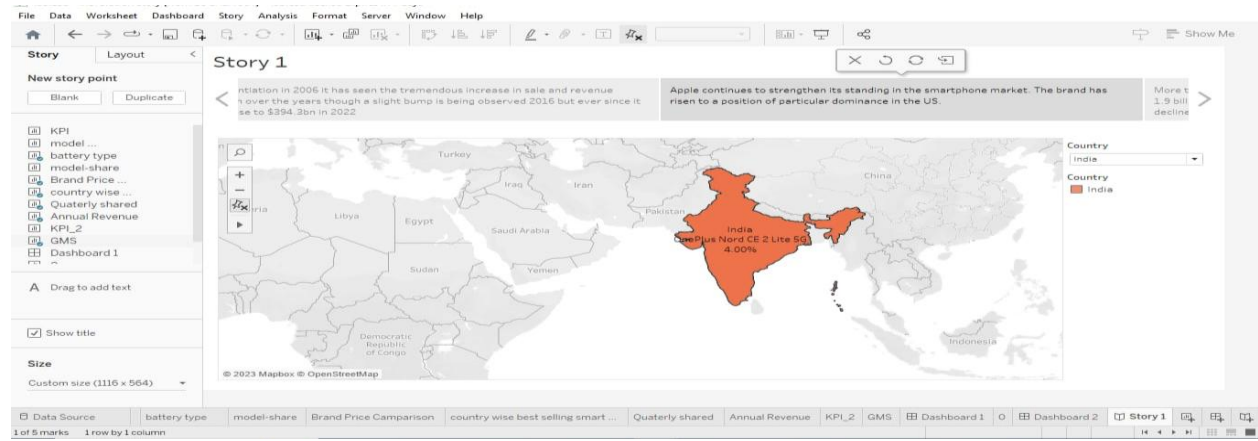 File Data Worksheet Dashboard Story Analysis Format Server Window Help
Show Me
Story Layout
New story point
Blank Duplicate
KPI
model ...
battery type
model-share
Brand Price ...
country wise ...
Quaterly shared
Annual Revenue
KPI_2
GMS
Dashboard 1
A Drag to add text
Show title
Size
Custom size (1116 x 564)
Story 1
ntiation in 2006 it has seen the tremendous increase in sale and revenue
n over the years though a slight bump is being observed 2016 but ever since it
se to $394.3bn in 2022
Apple continues to strengthen its standing in the smartphone market. The brand has
risen to a position of particular dominance in the US.
More t
1.9 bill
decline
Turkey
Iraq
Iran
China
Pakistan
Libya
Egypt
Saudi Arabia
India
OnePlus Nord CE 2 Lite 5G
4.00%
Sudan
Yemen
Democratic
Republic
of Congo
Indonesia
© 2023 Mapbox © OpenStreetMap
Country
India
Country
India
Data Source battery type model-share Brand Price Camparison country wise best selling smart ... Quaterly shared Annual Revenue KPI_2 GMS Dashboard 1 O Dashboard 2 Story 1
1 of 5 marks 1 row by 1 column